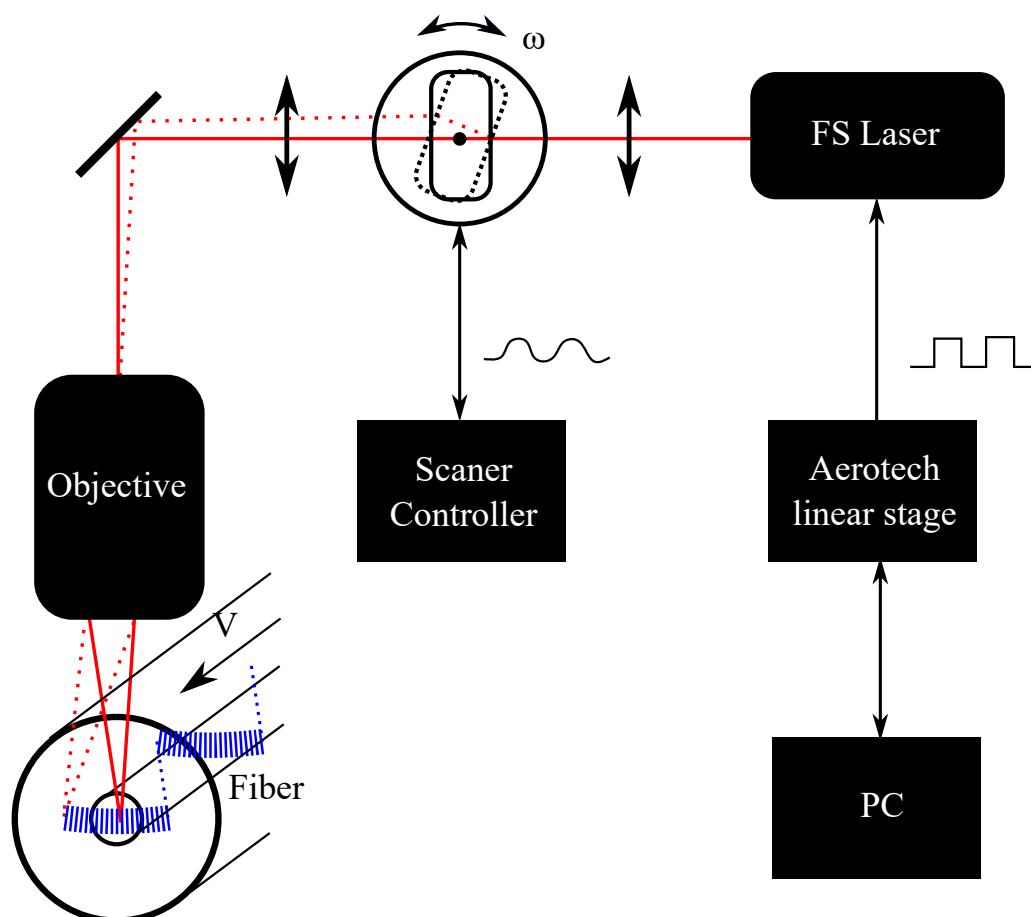 ω
FS Laser
Objective
Scaner
Controller
Aerotech
linear stage
V
Fiber
PC